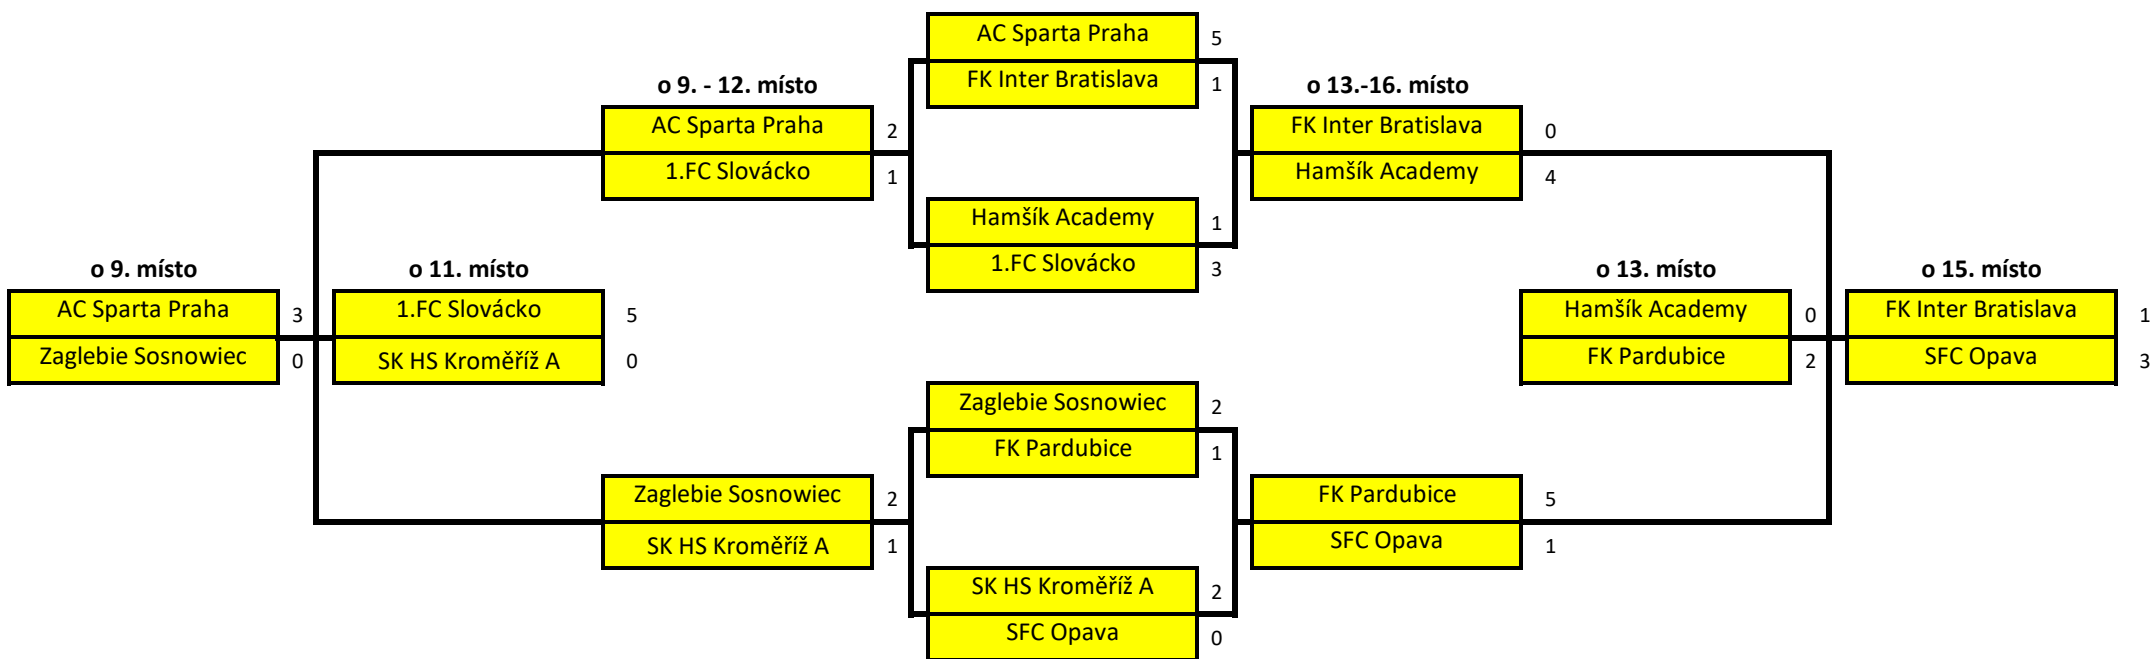 AC Sparta Praha 5
FK Inter Bratislava 1
o 9. - 12. místo
o 13.-16. místo
AC Sparta Praha 2
FK Inter Bratislava 0
1.FC Slovácko 1
Hamšík Academy 4
Hamšík Academy 1
1.FC Slovácko 3
o 9. místo
o 11. místo
o 13. místo
o 15. místo
AC Sparta Praha 3
1.FC Slovácko 5
Hamšík Academy 0
FK Inter Bratislava 1
Zaglebie Sosnowiec 0
SK HS Kroměříž A 0
FK Pardubice 2
SFC Opava 3
Zaglebie Sosnowiec 2
FK Pardubice 1
Zaglebie Sosnowiec 2
FK Pardubice 5
SK HS Kroměříž A 1
SFC Opava 1
SK HS Kroměříž A 2
SFC Opava 0